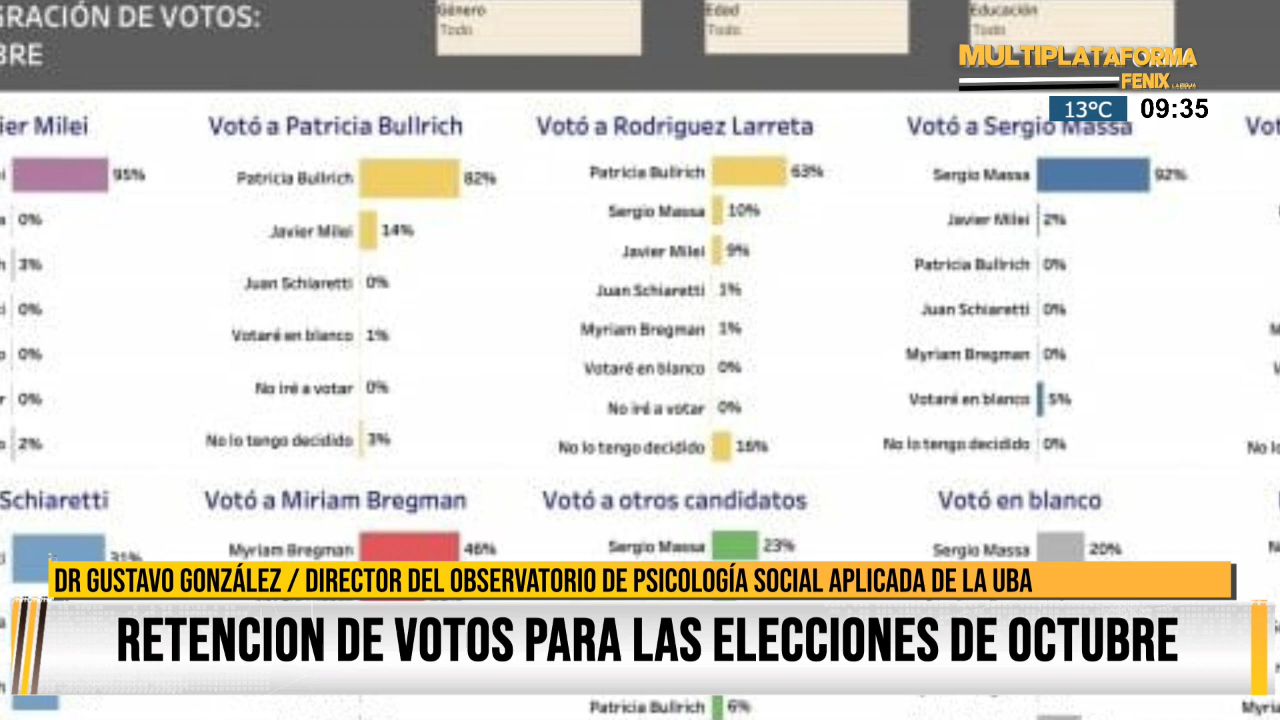 GRACIÓN DE VOTOS:
BRE
Género
Todo
Edad
Todo
Educación
Todo
MULTIPLATAFORMA
FENIX
13°C
09:35
ier Milei
95%
0%
3%
0%
0%
0%
2%
Votó a Patricia Bullrich
Patricia Bullrich 82%
Javier Milei 14%
Juan Schiaretti 0%
Votaré en blanco 1%
No iré a votar 0%
No lo tengo decidido 3%
Votó a Rodriguez Larreta
Patricia Bullrich 63%
Sergio Massa 10%
Javier Milei 9%
Juan Schiaretti 1%
Myriam Bregman 1%
Votaré en blanco 0%
No iré a votar 0%
No lo tengo decidido 16%
Votó a Sergio Massa
Sergio Massa 92%
Javier Milei 2%
Patricia Bullrich 0%
Juan Schiaretti 0%
Myriam Bregman 0%
Votaré en blanco 5%
No lo tengo decidido 0%
Vot
No lo
Schiaretti
31%
Votó a Miriam Bregman
Myriam Bregman 46%
Votó a otros candidatos
Sergio Massa 23%
Patricia Bullrich 6%
Votó en blanco
Sergio Massa 20%
DR GUSTAVO GONZÁLEZ / DIRECTOR DEL OBSERVATORIO DE PSICOLOGÍA SOCIAL APLICADA DE LA UBA
RETENCION DE VOTOS PARA LAS ELECCIONES DE OCTUBRE
Myria